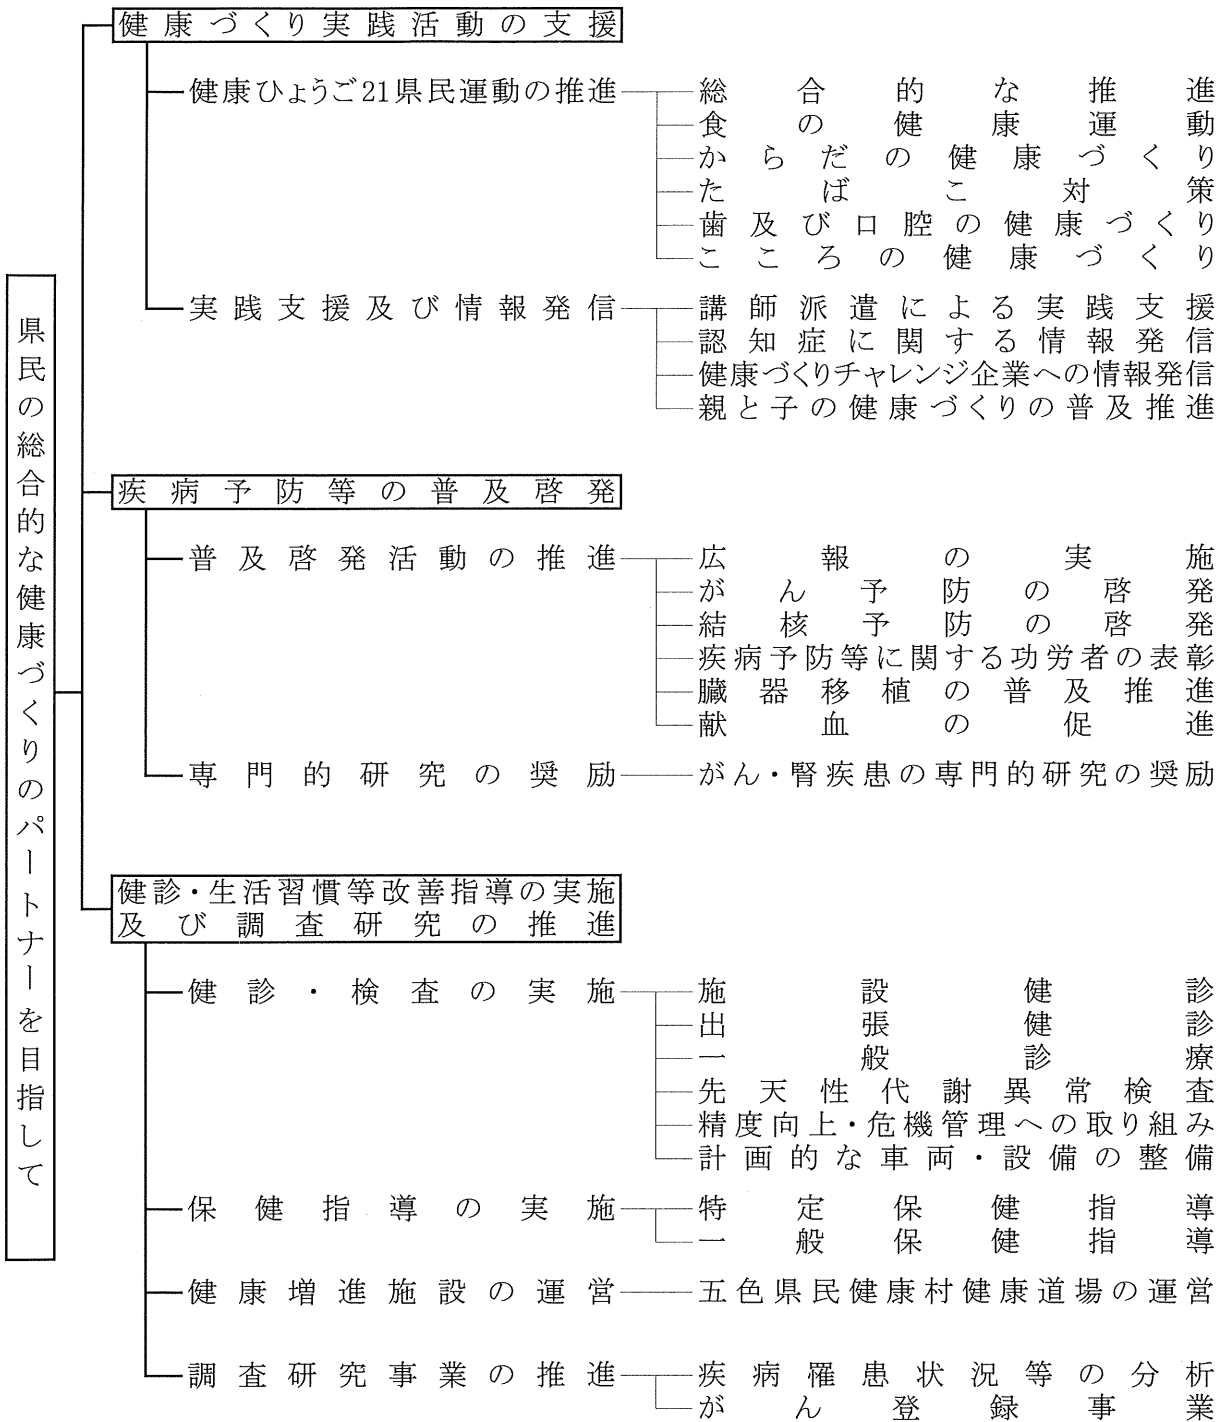 県民の総合的な健康づくりのパートナーを目指して
健康づくり実践活動の支援
健康ひょうご21県民運動の推進
総合的な推進
食の健康運動
からだの健康づくり
たばこ対策
歯及び口腔の健康づくり
こころの健康づくり
実践支援及び情報発信
講師派遣による実践支援
認知症に関する情報発信
健康づくりチャレンジ企業への情報発信
親と子の健康づくりの普及推進
疾病予防等の普及啓発
普及啓発活動の推進
広報の実施
がん予防の啓発
結核予防の啓発
疾病予防等に関する功労者の表彰
臓器移植の普及推進
献血の促進
専門的研究の奨励
がん・腎疾患の専門的研究の奨励
健診・生活習慣等改善指導の実施
及び調査研究の推進
健診・検査の実施
施設健診
出張健診
一般診療
先天性代謝異常検査
精度向上・危機管理への取り組み
計画的な車両・設備の整備
保健指導の実施
特定保健指導
一般保健指導
健康増進施設の運営
五色県民健康村健康道場の運営
調査研究事業の推進
疾病罹患状況等の分析
がん登録事業